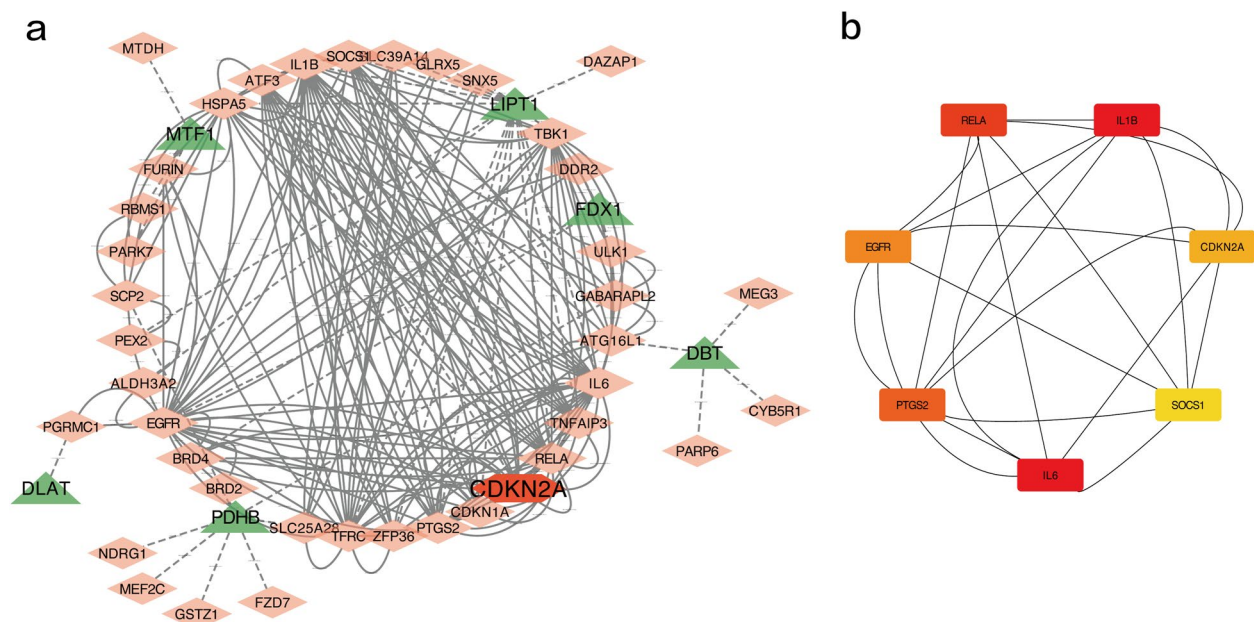 a
b
MTDH
SOCS1
SLC39A14
IL1B
GLRX5
DAZAP1
ATF3
SNX5
HSPA5
LIPT1
MTF1
TBK1
FURIN
DDR2
RBMS1
FDX1
PARK7
ULK1
SCP2
GABARAPL2
MEG3
PEX2
ATG16L1
DBT
ALDH3A2
IL6
CYB5R1
PGRMC1
EGFR
TNFAIP3
PARP6
BRD4
RELA
DLAT
BRD2
CDKN2A
PDHB
CDKN1A
SLC25A28
TFRC
ZFP36
PTGS2
NDRG1
MEF2C
GSTZ1
FZD7
RELA
IL1B
EGFR
CDKN2A
PTGS2
SOCS1
IL6